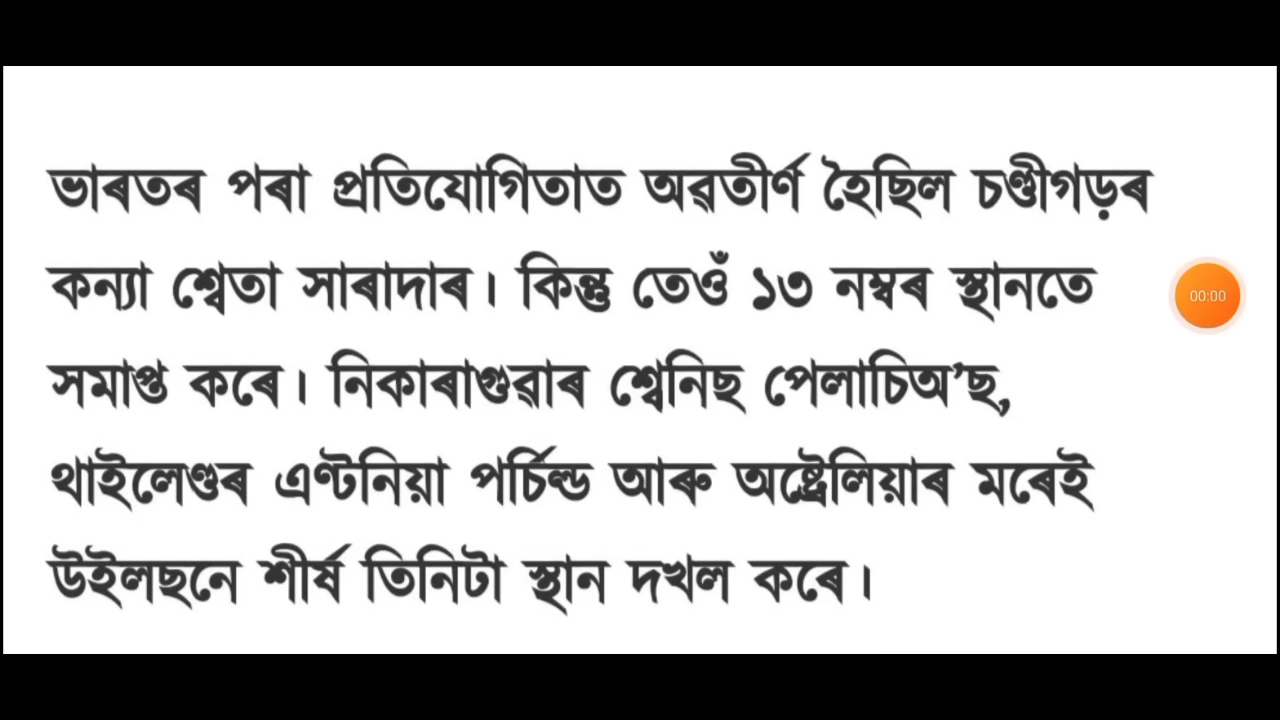 ভাৰতৰ পৰা প্ৰতিযোগিতাত অৱতীৰ্ণ হৈছিল চণ্ডীগড়ৰ
কন্যা শ্বেতা সাৰাদাৰ। কিন্তু তেওঁ ১৩ নম্বৰ স্থানতে
00:00
সমাপ্ত কৰে। নিকাৰাগুৱাৰ শ্বেনিছ পেলাচিঅ’ছ,
থাইলেণ্ডৰ এণ্টনিয়া পৰ্চিল্ড আৰু অষ্ট্ৰেলিয়াৰ মৰেই
উইলছনে শীৰ্ষ তিনিটা স্থান দখল কৰে।